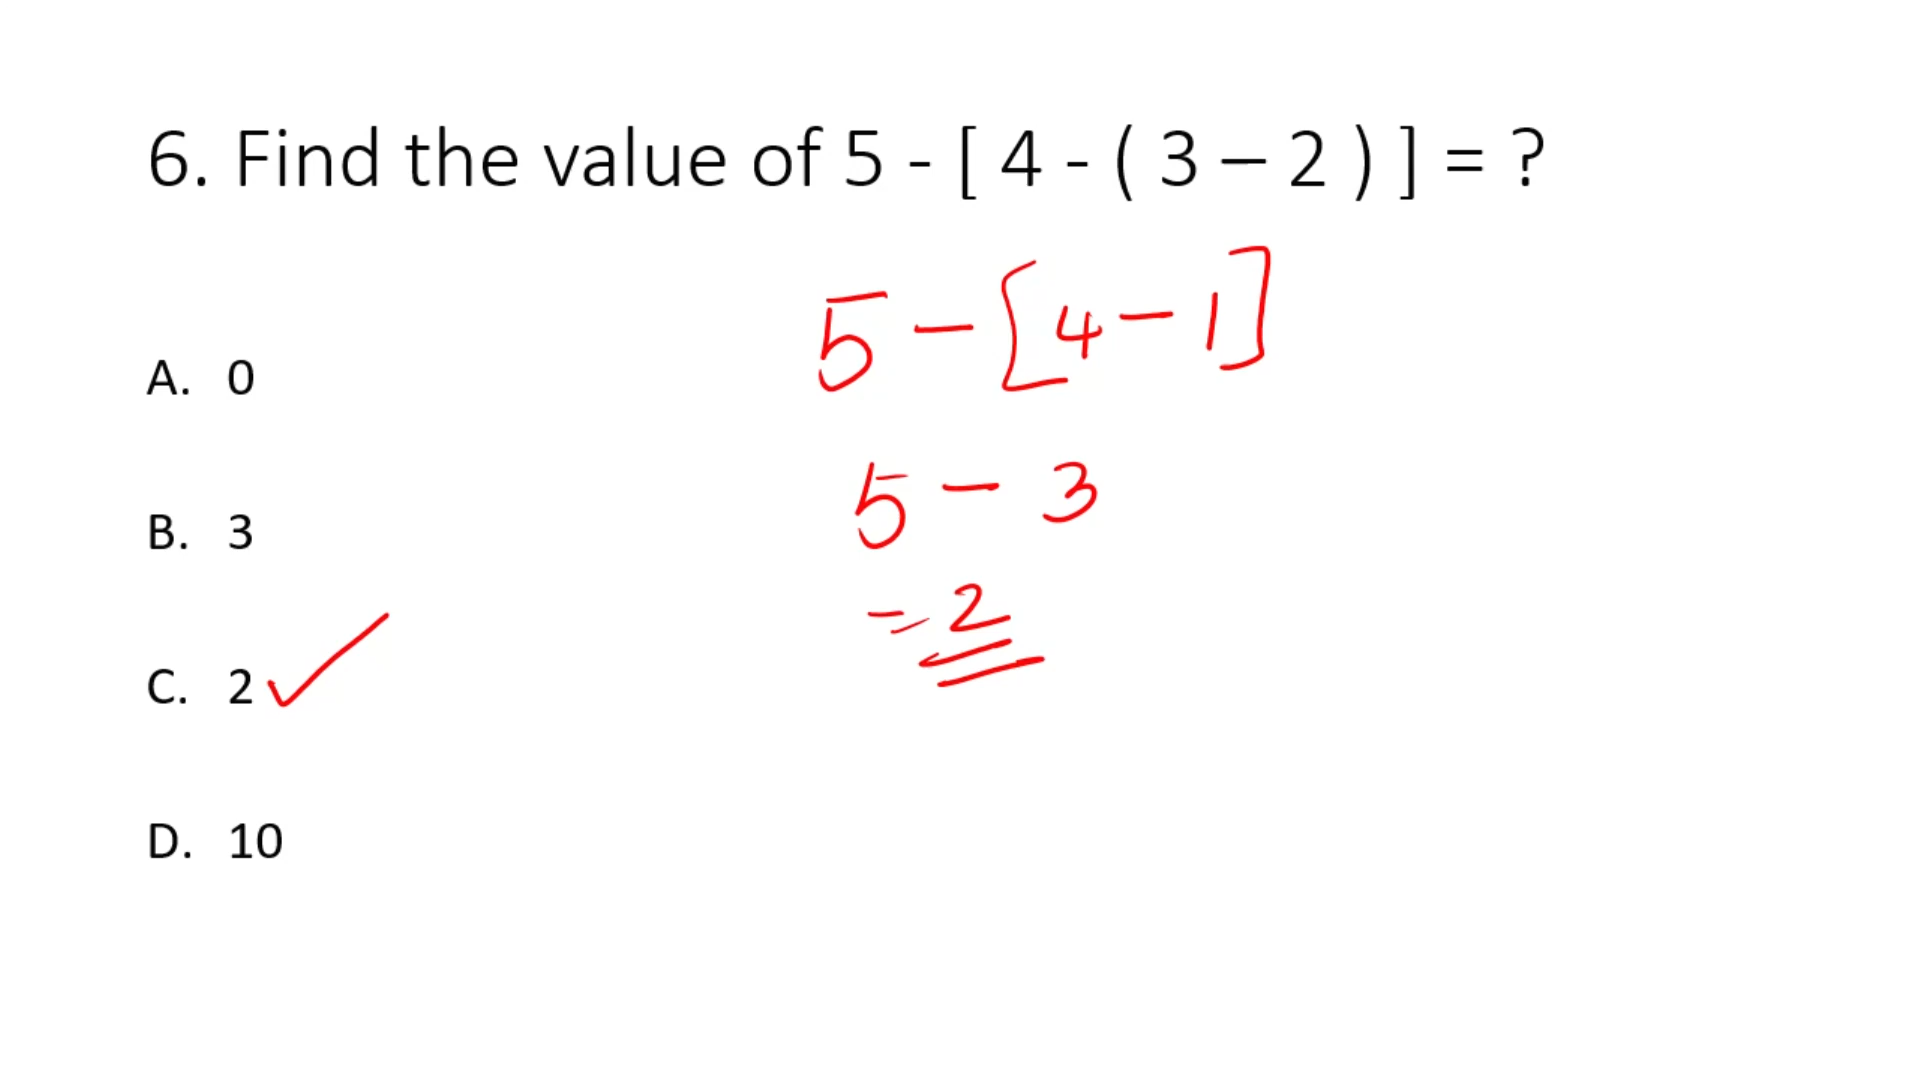 6. Find the value of 5 - [ 4 - ( 3 – 2 ) ] = ?
5 - [4 - 1]
A. 0
5 - 3
B. 3
= 2
C. 2 ✓
D. 10